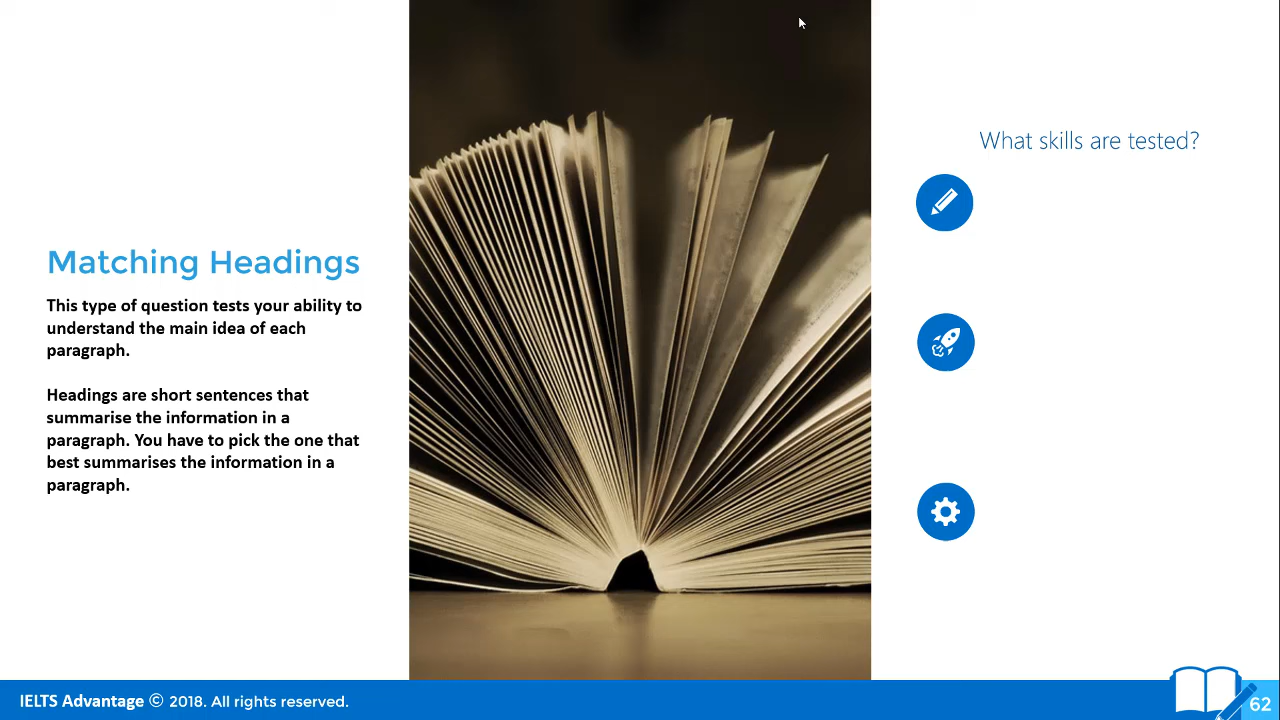 Matching Headings
This type of question tests your ability to
understand the main idea of each
paragraph.
Headings are short sentences that
summarise the information in a
paragraph. You have to pick the one that
best summarises the information in a
paragraph.
What skills are tested?
IELTS Advantage © 2018. All rights reserved.
62